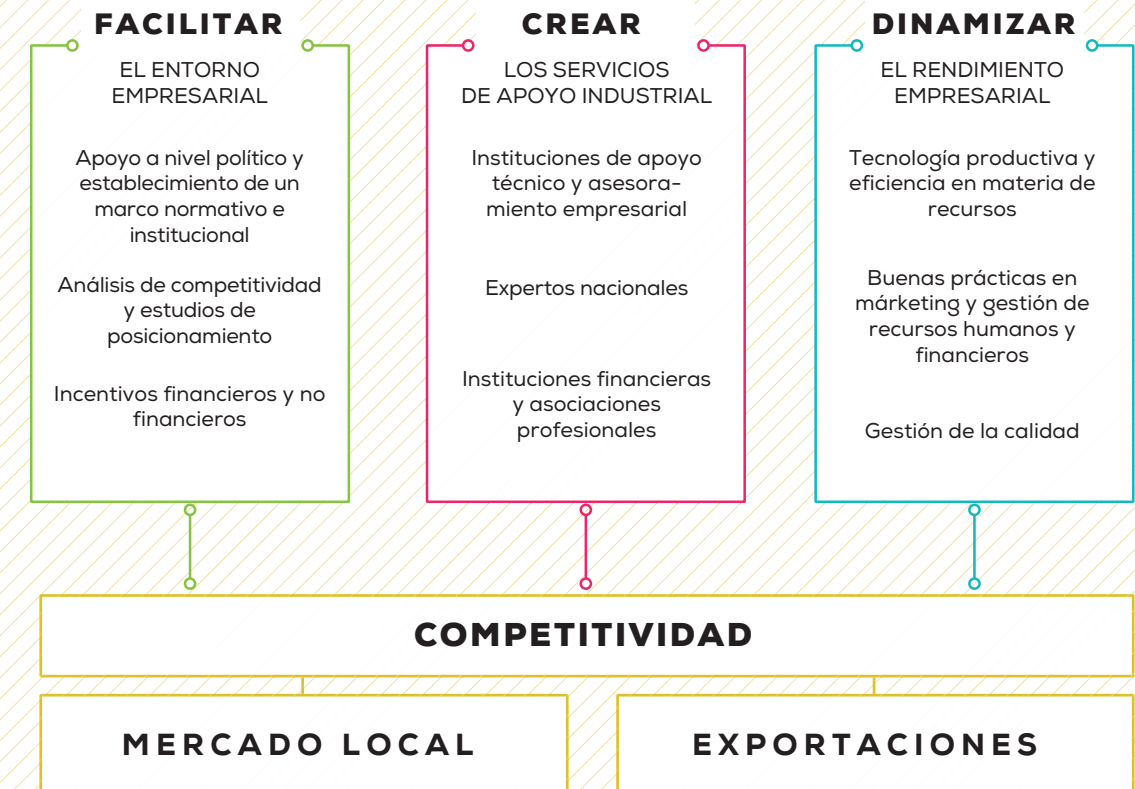 FACILITAR
EL ENTORNO
EMPRESARIAL
Apoyo a nivel político y
establecimiento de un
marco normativo e
institucional
Análisis de competitividad
y estudios de
posicionamiento
Incentivos financieros y no
financieros
CREAR
LOS SERVICIOS
DE APOYO INDUSTRIAL
Instituciones de apoyo
técnico y asesora-
miento empresarial
Expertos nacionales
Instituciones financieras
y asociaciones
profesionales
DINAMIZAR
EL RENDIMIENTO
EMPRESARIAL
Tecnología productiva y
eficiencia en materia de
recursos
Buenas prácticas en
márketing y gestión de
recursos humanos y
financieros
Gestión de la calidad
COMPETITIVIDAD
MERCADO LOCAL
EXPORTACIONES